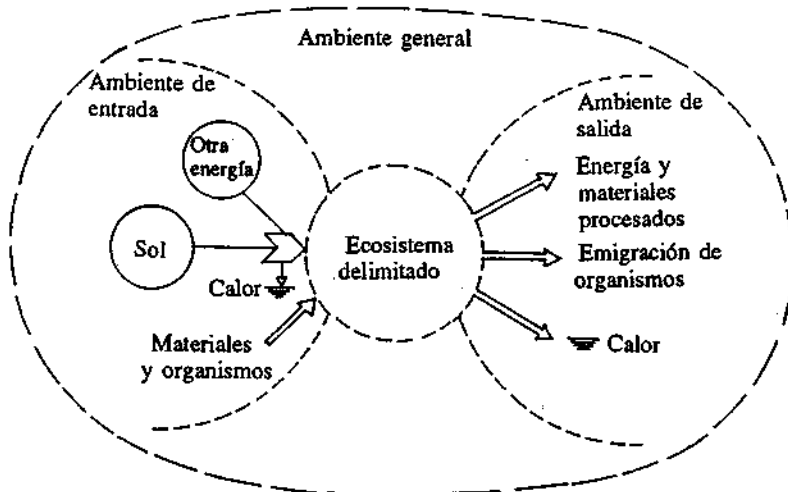 Ambiente general
Ambiente de
entrada
Otra
energía
Sol
Calor
Materiales
y organismos
Ecosistema
delimitado
Ambiente de
salida
Energía y
materiales
procesados
Emigración de
organismos
Calor